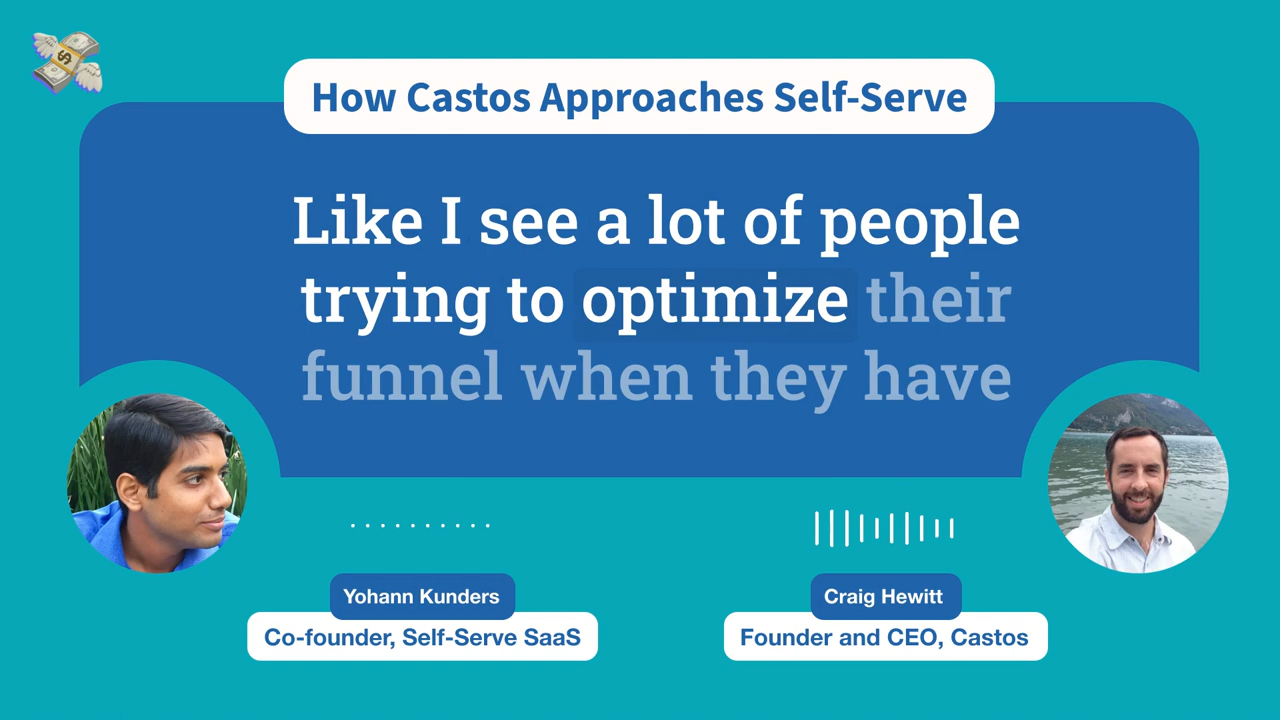 How Castos Approaches Self-Serve
Like I see a lot of people
trying to optimize their
funnel when they have
Yohann Kunders
Co-founder, Self-Serve SaaS
Craig Hewitt
Founder and CEO, Castos